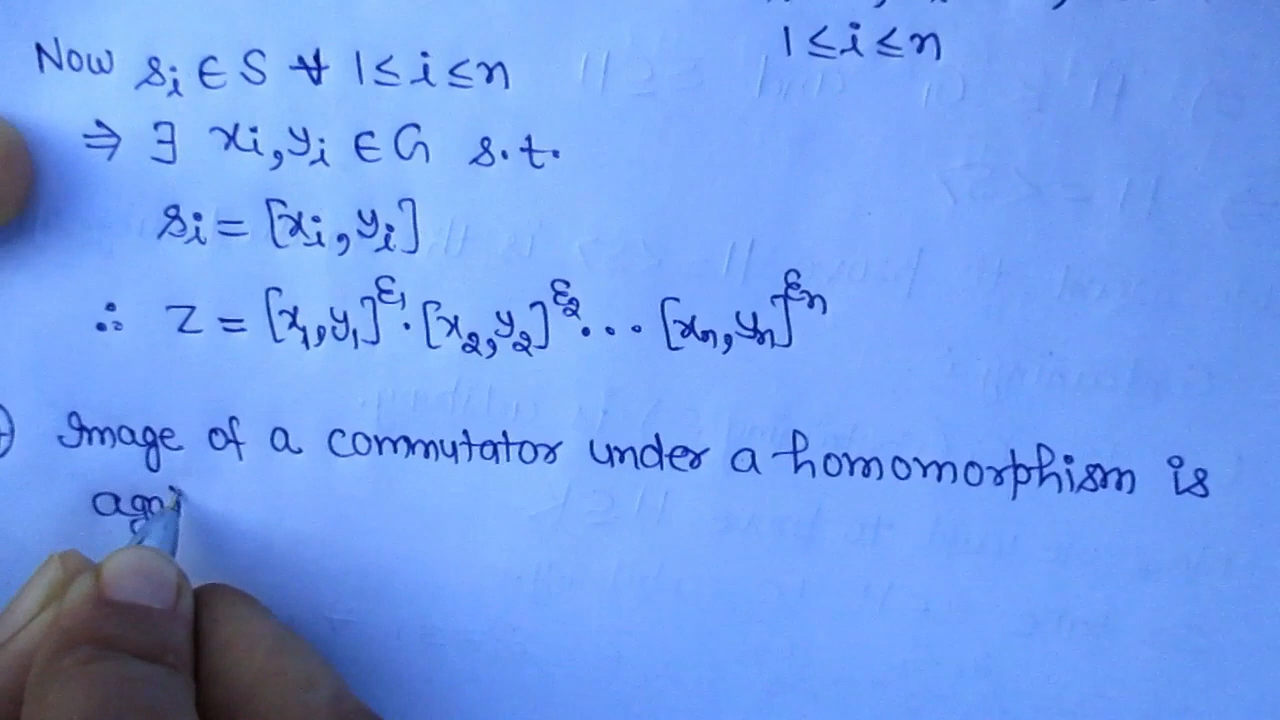 1 ≤ i ≤ n
Now sᵢ ∈ S ∀ 1 ≤ i ≤ n
⇒ ∃ xᵢ, yᵢ ∈ G s.t.
sᵢ = [xᵢ, yᵢ]
∴ z = [x₁, y₁]^ε₁ · [x₂, y₂]^ε₂ ... [xₙ, yₙ]^εₙ
Image of a commutator under a homomorphism is